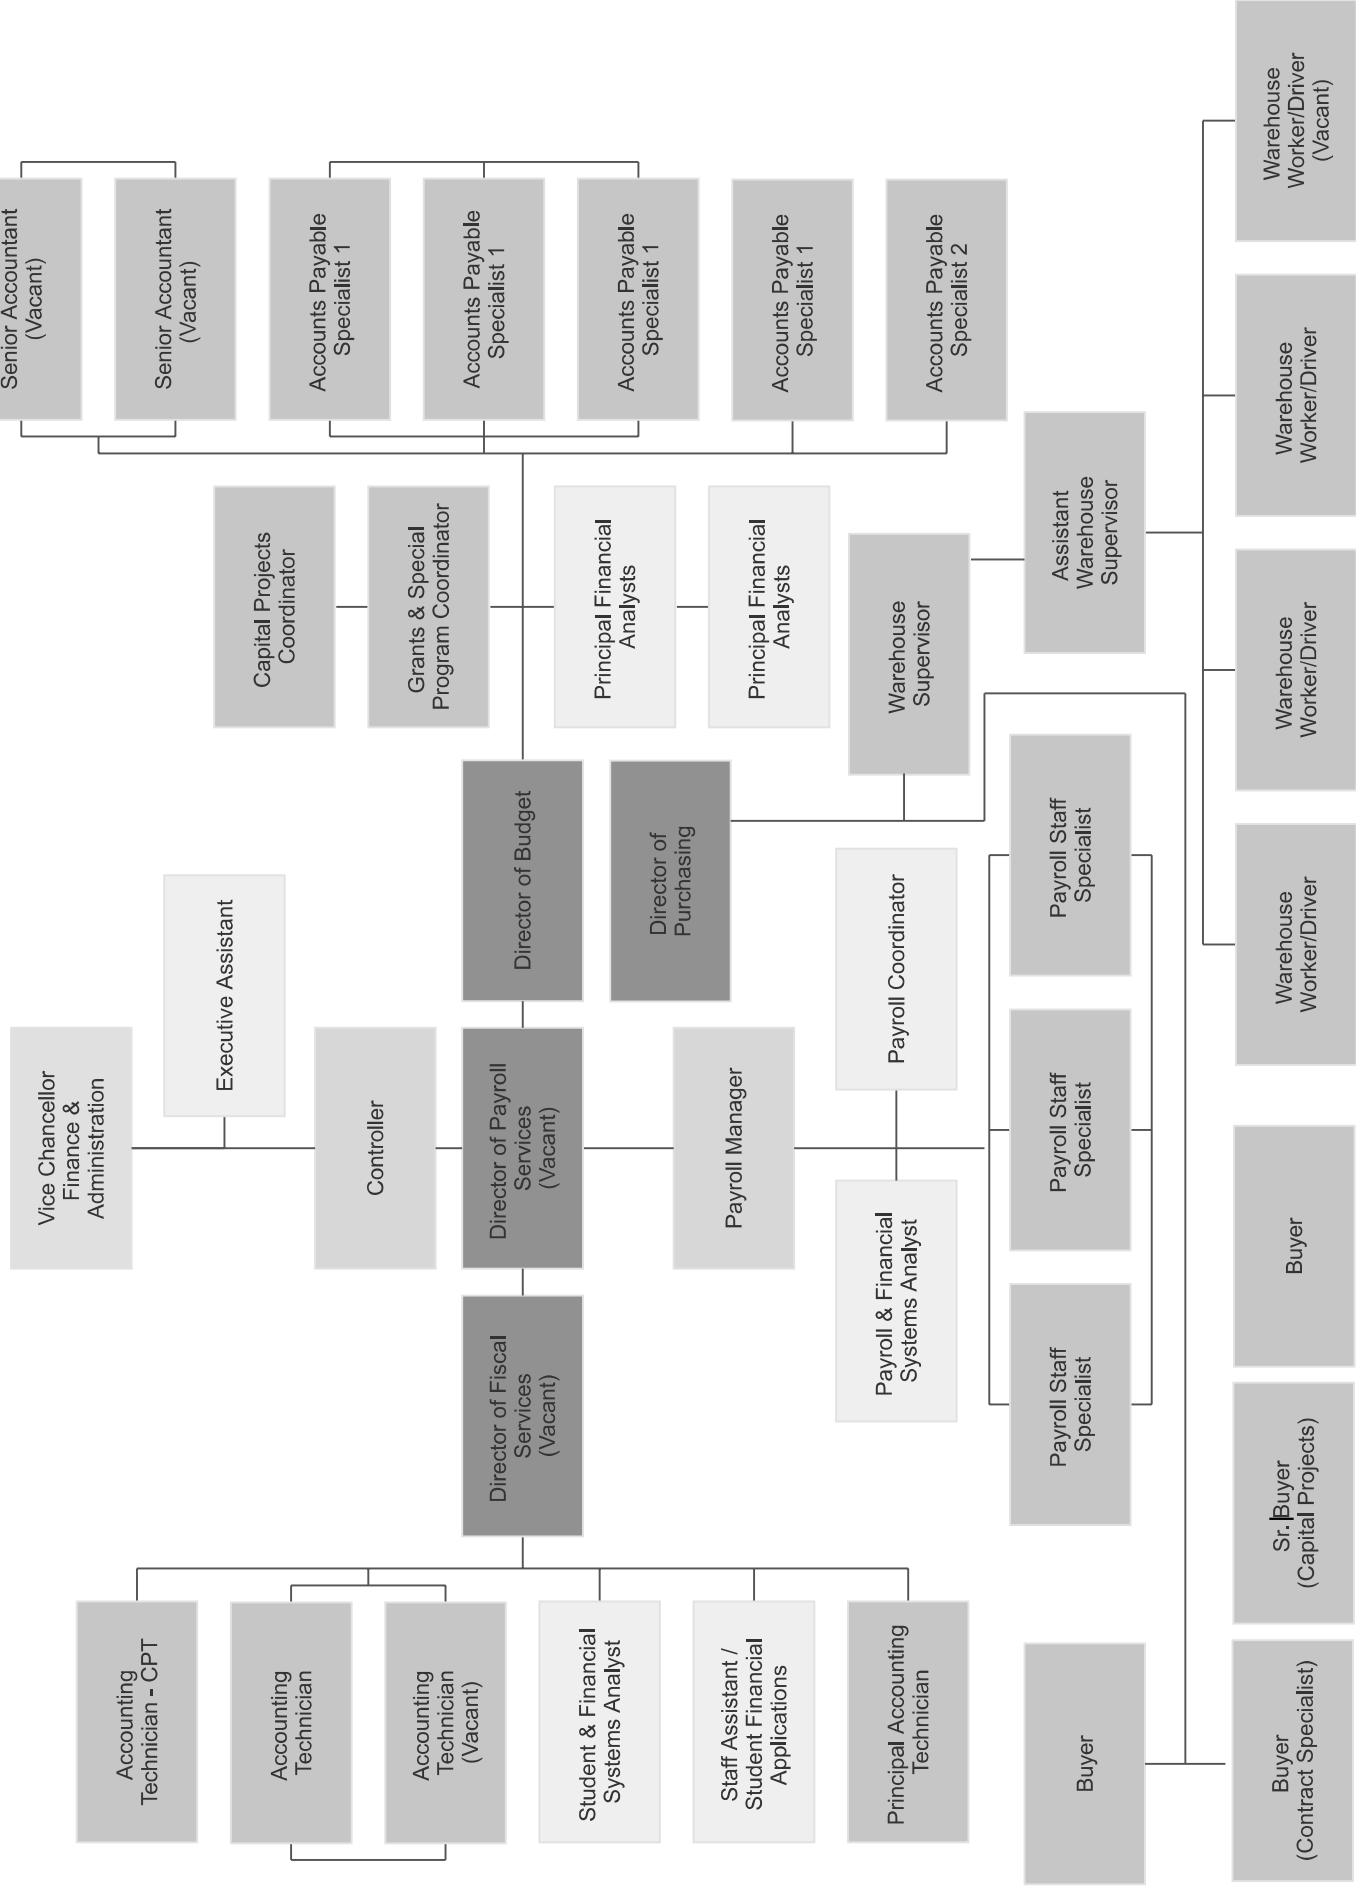 Vice Chancellor
Finance &
Administration
Executive Assistant
Controller
Director of Fiscal
Services
(Vacant)
Director of Payroll
Services
(Vacant)
Director of Budget
Director of
Purchasing
Accounting
Technician - CPT
Accounting
Technician
Accounting
Technician
(Vacant)
Student & Financial
Systems Analyst
Staff Assistant /
Student Financial
Applications
Principal Accounting
Technician
Payroll Manager
Payroll & Financial
Systems Analyst
Payroll Coordinator
Payroll Staff
Specialist
Payroll Staff
Specialist
Payroll Staff
Specialist
Capital Projects
Coordinator
Grants & Special
Program Coordinator
Principal Financial
Analysts
Principal Financial
Analysts
Senior Accountant
(Vacant)
Senior Accountant
(Vacant)
Accounts Payable
Specialist 1
Accounts Payable
Specialist 1
Accounts Payable
Specialist 1
Accounts Payable
Specialist 1
Accounts Payable
Specialist 2
Warehouse
Supervisor
Assistant
Warehouse
Supervisor
Buyer
Buyer
(Contract Specialist)
Sr. Buyer
(Capital Projects)
Buyer
Warehouse
Worker/Driver
Warehouse
Worker/Driver
Warehouse
Worker/Driver
Warehouse
Worker/Driver
(Vacant)